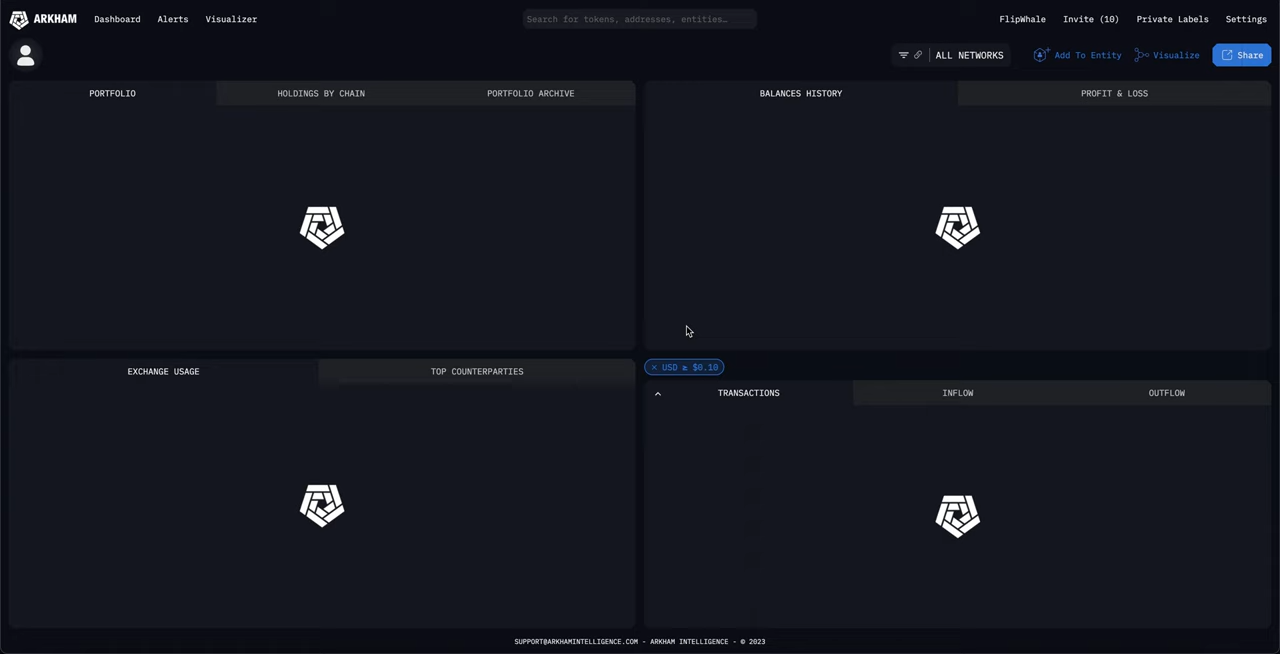 ARKHAM Dashboard Alerts Visualizer Search for tokens, addresses, entities… FlipWhale Invite (10) Private Labels Settings
ALL NETWORKS Add To Entity Visualize Share
PORTFOLIO HOLDINGS BY CHAIN PORTFOLIO ARCHIVE BALANCES HISTORY PROFIT & LOSS
× USD ≥ $0.10
EXCHANGE USAGE TOP COUNTERPARTIES
TRANSACTIONS INFLOW OUTFLOW
SUPPORT@ARKHAMINTELLIGENCE.COM - ARKHAM INTELLIGENCE - © 2023